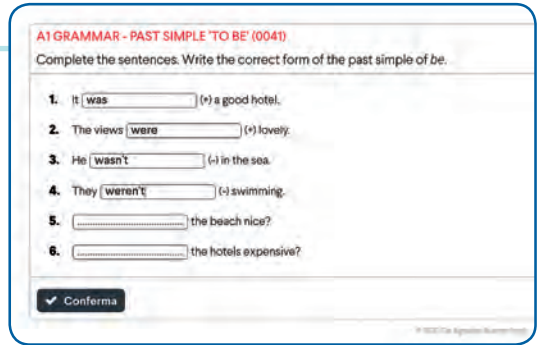 A1 GRAMMAR - PAST SIMPLE 'TO BE' (0041)
Complete the sentences. Write the correct form of the past simple of be.
1. It was (+) a good hotel.
2. The views were (+) lovely.
3. He wasn't (-) in the sea.
4. They weren't (-) swimming.
5. the beach nice?
6. the hotels expensive?
Conferma